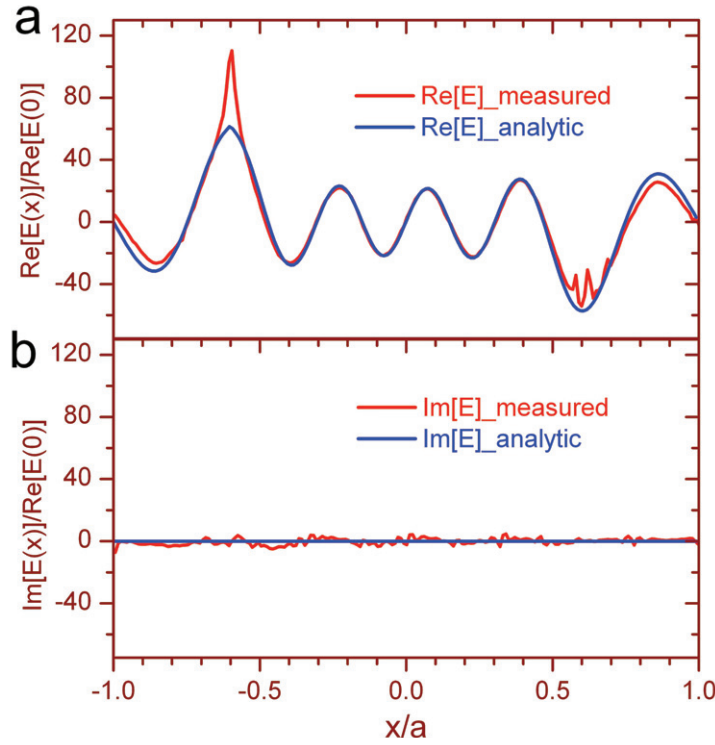 a
120
80
40
0
-40
Re[E(x)]/Re[E(0)]
Re[E]_measured
Re[E]_analytic
b
120
80
40
0
-40
Im[E(x)]/Re[E(0)]
Im[E]_measured
Im[E]_analytic
-1.0 -0.5 0.0 0.5 1.0
x/a